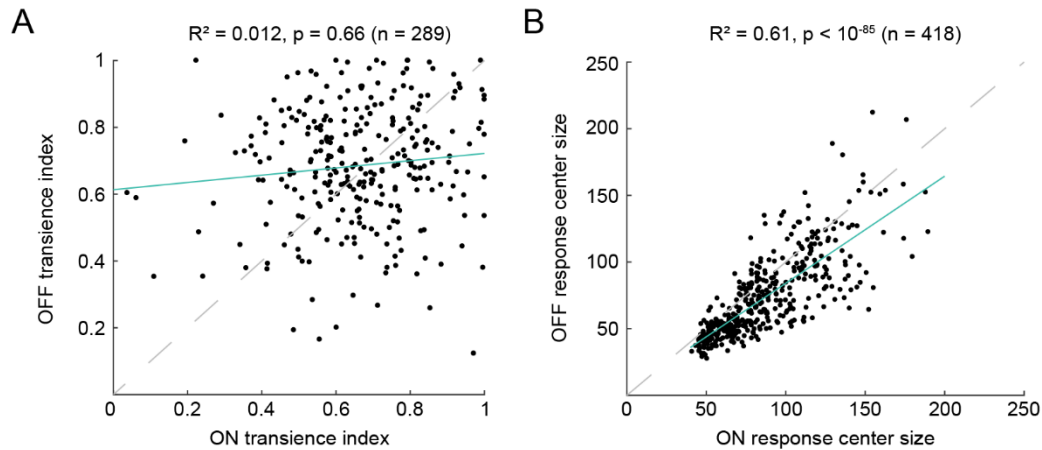 A
R² = 0.012, p = 0.66 (n = 289)
OFF transience index
1
0.8
0.6
0.4
0.2
0
0.2
0.4
0.6
0.8
1
ON transience index
B
R² = 0.61, p < 10⁻⁸⁵ (n = 418)
OFF response center size
250
200
150
100
50
0
50
100
150
200
250
ON response center size